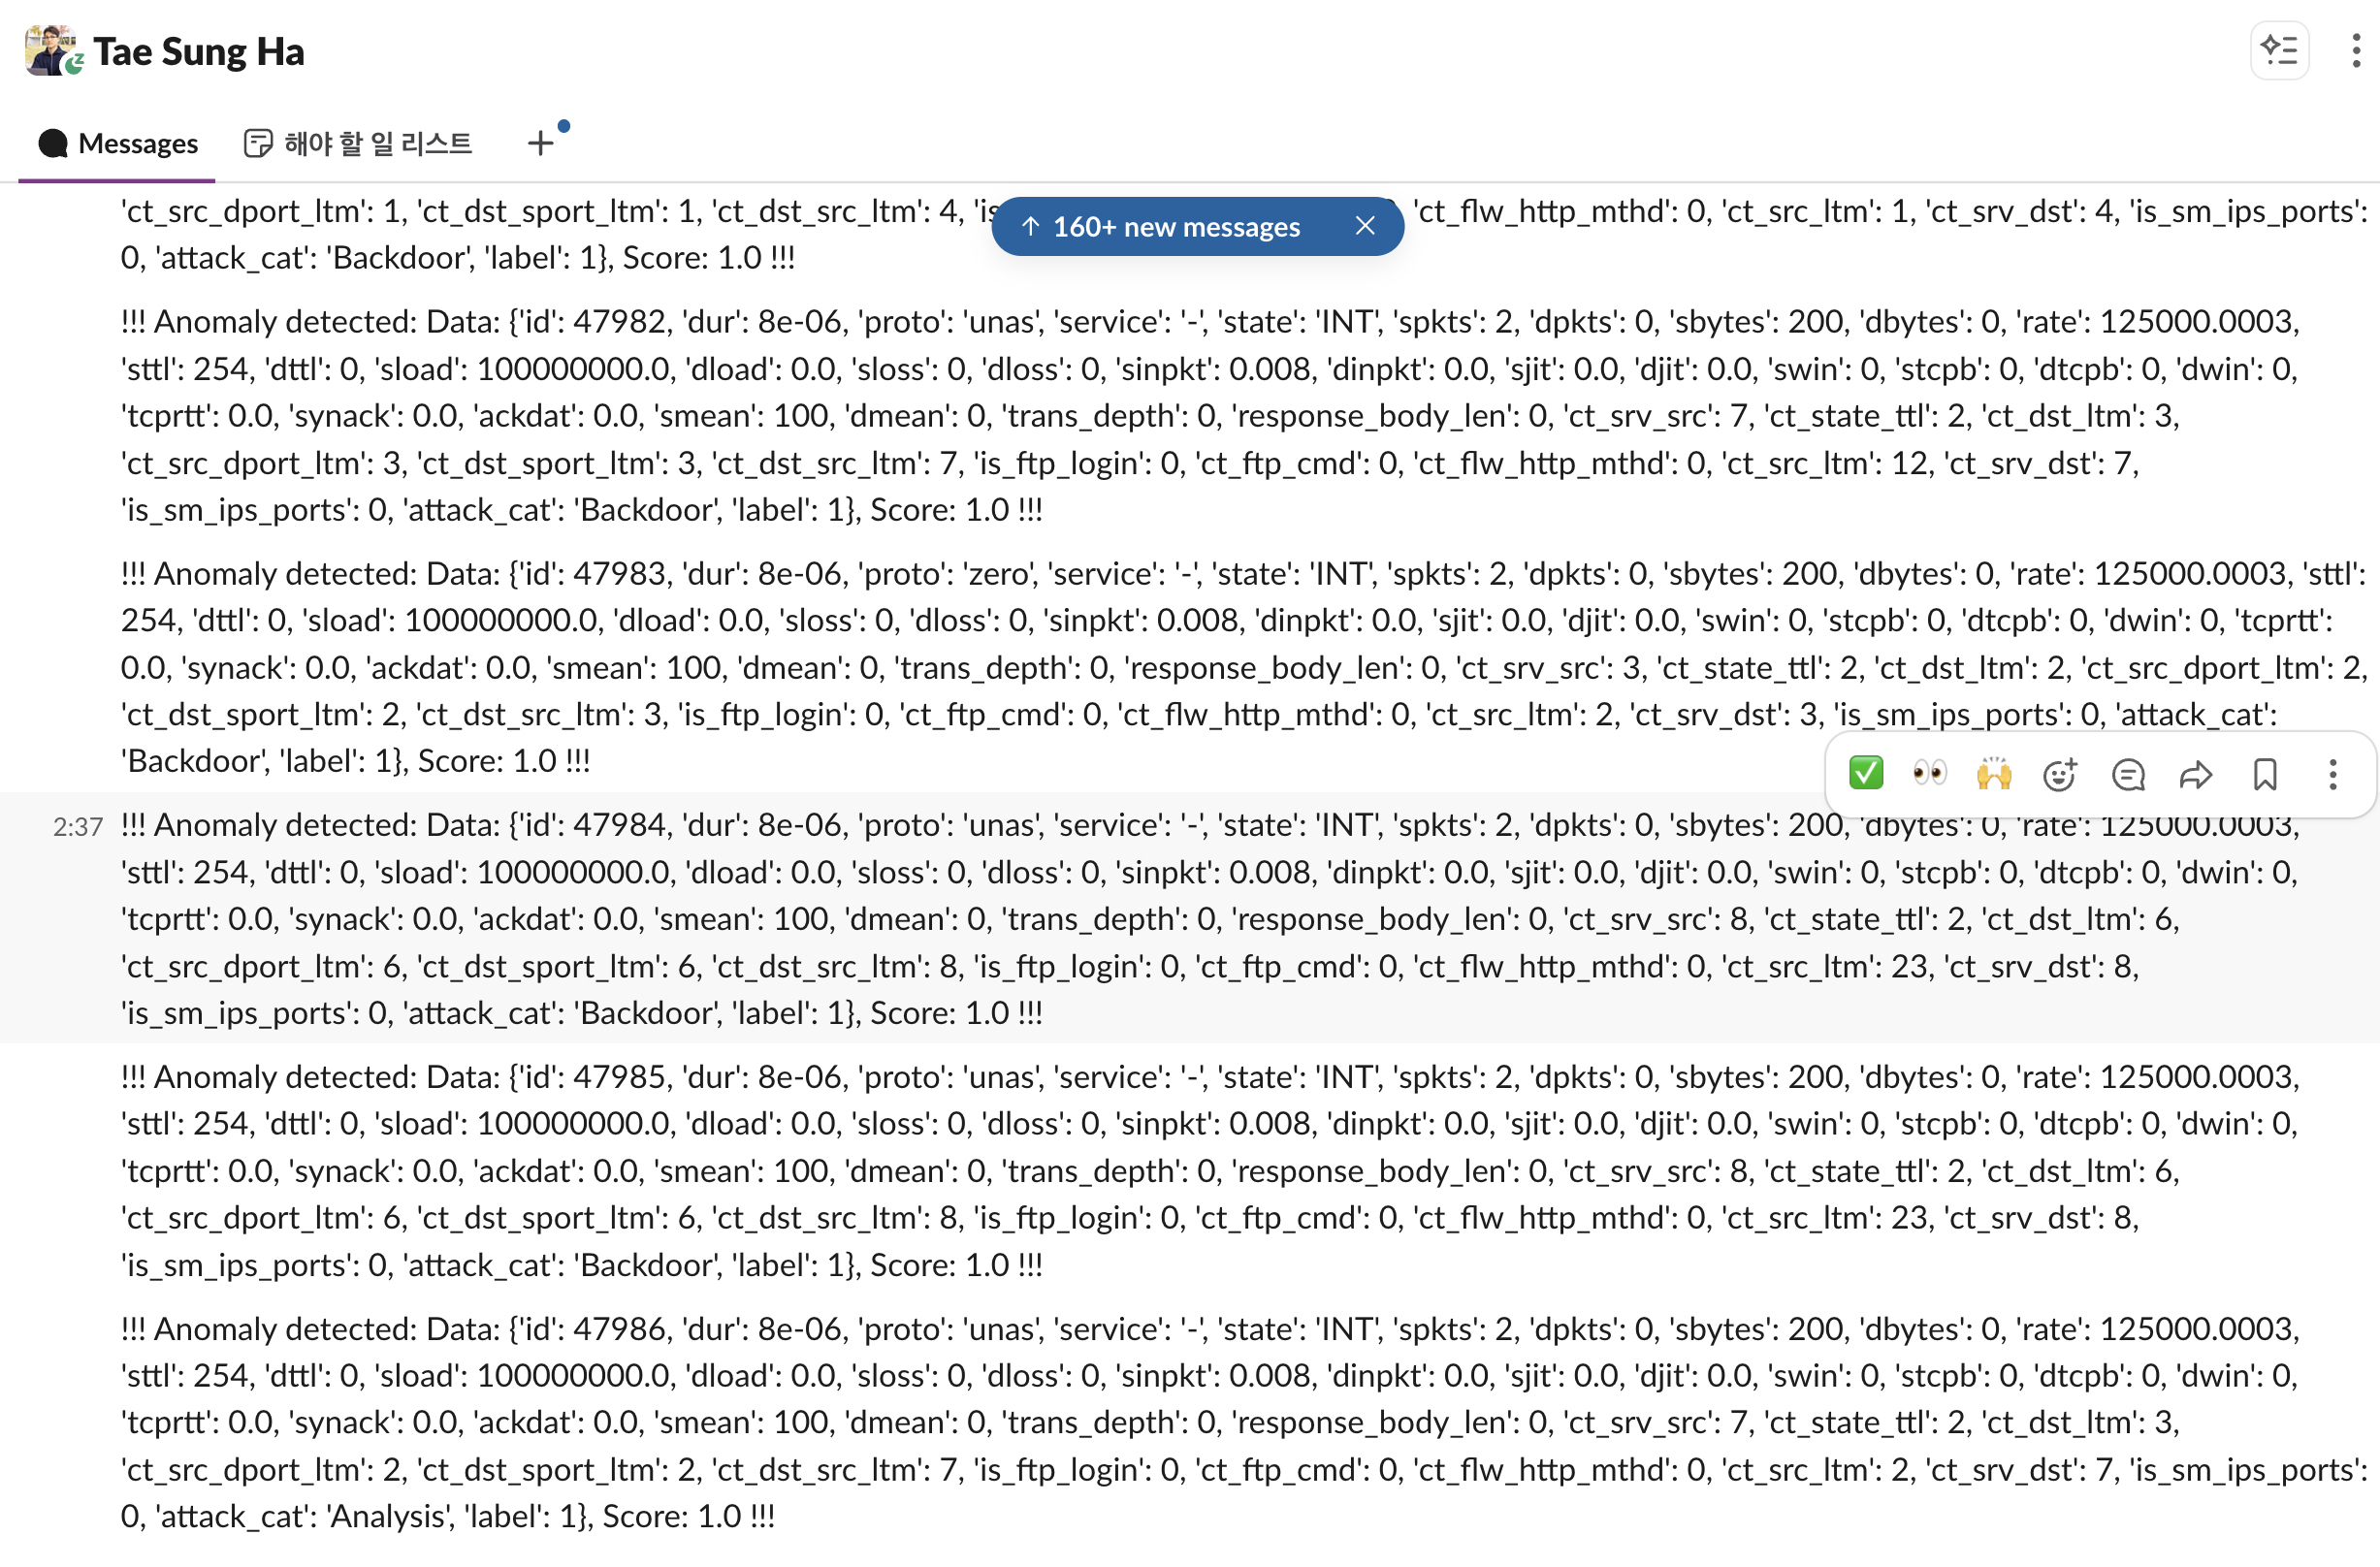 Tae Sung Ha
Messages
해야 할 일 리스트
160+ new messages
'ct_src_dport_ltm': 1, 'ct_dst_sport_ltm': 1, 'ct_dst_src_ltm': 4, 'ct_flw_http_mthd': 0, 'ct_src_ltm': 1, 'ct_srv_dst': 4, 'is_sm_ips_ports':
0, 'attack_cat': 'Backdoor', 'label': 1}, Score: 1.0 !!!
!!! Anomaly detected: Data: {'id': 47982, 'dur': 8e-06, 'proto': 'unas', 'service': '-', 'state': 'INT', 'spkts': 2, 'dpkts': 0, 'sbytes': 200, 'dbytes': 0, 'rate': 125000.0003,
'sttl': 254, 'dttl': 0, 'sload': 100000000.0, 'dload': 0.0, 'sloss': 0, 'dloss': 0, 'sinpkt': 0.008, 'dinpkt': 0.0, 'sjit': 0.0, 'djit': 0.0, 'swin': 0, 'stcpb': 0, 'dtcpb': 0, 'dwin': 0,
'tcprtt': 0.0, 'synack': 0.0, 'ackdat': 0.0, 'smean': 100, 'dmean': 0, 'trans_depth': 0, 'response_body_len': 0, 'ct_srv_src': 7, 'ct_state_ttl': 2, 'ct_dst_ltm': 3,
'ct_src_dport_ltm': 3, 'ct_dst_sport_ltm': 3, 'ct_dst_src_ltm': 7, 'is_ftp_login': 0, 'ct_ftp_cmd': 0, 'ct_flw_http_mthd': 0, 'ct_src_ltm': 12, 'ct_srv_dst': 7,
'is_sm_ips_ports': 0, 'attack_cat': 'Backdoor', 'label': 1}, Score: 1.0 !!!
!!! Anomaly detected: Data: {'id': 47983, 'dur': 8e-06, 'proto': 'zero', 'service': '-', 'state': 'INT', 'spkts': 2, 'dpkts': 0, 'sbytes': 200, 'dbytes': 0, 'rate': 125000.0003, 'sttl':
254, 'dttl': 0, 'sload': 100000000.0, 'dload': 0.0, 'sloss': 0, 'dloss': 0, 'sinpkt': 0.008, 'dinpkt': 0.0, 'sjit': 0.0, 'djit': 0.0, 'swin': 0, 'stcpb': 0, 'dtcpb': 0, 'dwin': 0, 'tcprtt':
0.0, 'synack': 0.0, 'ackdat': 0.0, 'smean': 100, 'dmean': 0, 'trans_depth': 0, 'response_body_len': 0, 'ct_srv_src': 3, 'ct_state_ttl': 2, 'ct_dst_ltm': 2, 'ct_src_dport_ltm': 2,
'ct_dst_sport_ltm': 2, 'ct_dst_src_ltm': 3, 'is_ftp_login': 0, 'ct_ftp_cmd': 0, 'ct_flw_http_mthd': 0, 'ct_src_ltm': 2, 'ct_srv_dst': 3, 'is_sm_ips_ports': 0, 'attack_cat':
'Backdoor', 'label': 1}, Score: 1.0 !!!
2:37 !!! Anomaly detected: Data: {'id': 47984, 'dur': 8e-06, 'proto': 'unas', 'service': '-', 'state': 'INT', 'spkts': 2, 'dpkts': 0, 'sbytes': 200, 'dbytes': 0, 'rate': 125000.0003,
'sttl': 254, 'dttl': 0, 'sload': 100000000.0, 'dload': 0.0, 'sloss': 0, 'dloss': 0, 'sinpkt': 0.008, 'dinpkt': 0.0, 'sjit': 0.0, 'djit': 0.0, 'swin': 0, 'stcpb': 0, 'dtcpb': 0, 'dwin': 0,
'tcprtt': 0.0, 'synack': 0.0, 'ackdat': 0.0, 'smean': 100, 'dmean': 0, 'trans_depth': 0, 'response_body_len': 0, 'ct_srv_src': 8, 'ct_state_ttl': 2, 'ct_dst_ltm': 6,
'ct_src_dport_ltm': 6, 'ct_dst_sport_ltm': 6, 'ct_dst_src_ltm': 8, 'is_ftp_login': 0, 'ct_ftp_cmd': 0, 'ct_flw_http_mthd': 0, 'ct_src_ltm': 23, 'ct_srv_dst': 8,
'is_sm_ips_ports': 0, 'attack_cat': 'Backdoor', 'label': 1}, Score: 1.0 !!!
!!! Anomaly detected: Data: {'id': 47985, 'dur': 8e-06, 'proto': 'unas', 'service': '-', 'state': 'INT', 'spkts': 2, 'dpkts': 0, 'sbytes': 200, 'dbytes': 0, 'rate': 125000.0003,
'sttl': 254, 'dttl': 0, 'sload': 100000000.0, 'dload': 0.0, 'sloss': 0, 'dloss': 0, 'sinpkt': 0.008, 'dinpkt': 0.0, 'sjit': 0.0, 'djit': 0.0, 'swin': 0, 'stcpb': 0, 'dtcpb': 0, 'dwin': 0,
'tcprtt': 0.0, 'synack': 0.0, 'ackdat': 0.0, 'smean': 100, 'dmean': 0, 'trans_depth': 0, 'response_body_len': 0, 'ct_srv_src': 8, 'ct_state_ttl': 2, 'ct_dst_ltm': 6,
'ct_src_dport_ltm': 6, 'ct_dst_sport_ltm': 6, 'ct_dst_src_ltm': 8, 'is_ftp_login': 0, 'ct_ftp_cmd': 0, 'ct_flw_http_mthd': 0, 'ct_src_ltm': 23, 'ct_srv_dst': 8,
'is_sm_ips_ports': 0, 'attack_cat': 'Backdoor', 'label': 1}, Score: 1.0 !!!
!!! Anomaly detected: Data: {'id': 47986, 'dur': 8e-06, 'proto': 'unas', 'service': '-', 'state': 'INT', 'spkts': 2, 'dpkts': 0, 'sbytes': 200, 'dbytes': 0, 'rate': 125000.0003,
'sttl': 254, 'dttl': 0, 'sload': 100000000.0, 'dload': 0.0, 'sloss': 0, 'dloss': 0, 'sinpkt': 0.008, 'dinpkt': 0.0, 'sjit': 0.0, 'djit': 0.0, 'swin': 0, 'stcpb': 0, 'dtcpb': 0, 'dwin': 0,
'tcprtt': 0.0, 'synack': 0.0, 'ackdat': 0.0, 'smean': 100, 'dmean': 0, 'trans_depth': 0, 'response_body_len': 0, 'ct_srv_src': 7, 'ct_state_ttl': 2, 'ct_dst_ltm': 3,
'ct_src_dport_ltm': 2, 'ct_dst_sport_ltm': 2, 'ct_dst_src_ltm': 7, 'is_ftp_login': 0, 'ct_ftp_cmd': 0, 'ct_flw_http_mthd': 0, 'ct_src_ltm': 2, 'ct_srv_dst': 7, 'is_sm_ips_ports':
0, 'attack_cat': 'Analysis', 'label': 1}, Score: 1.0 !!!